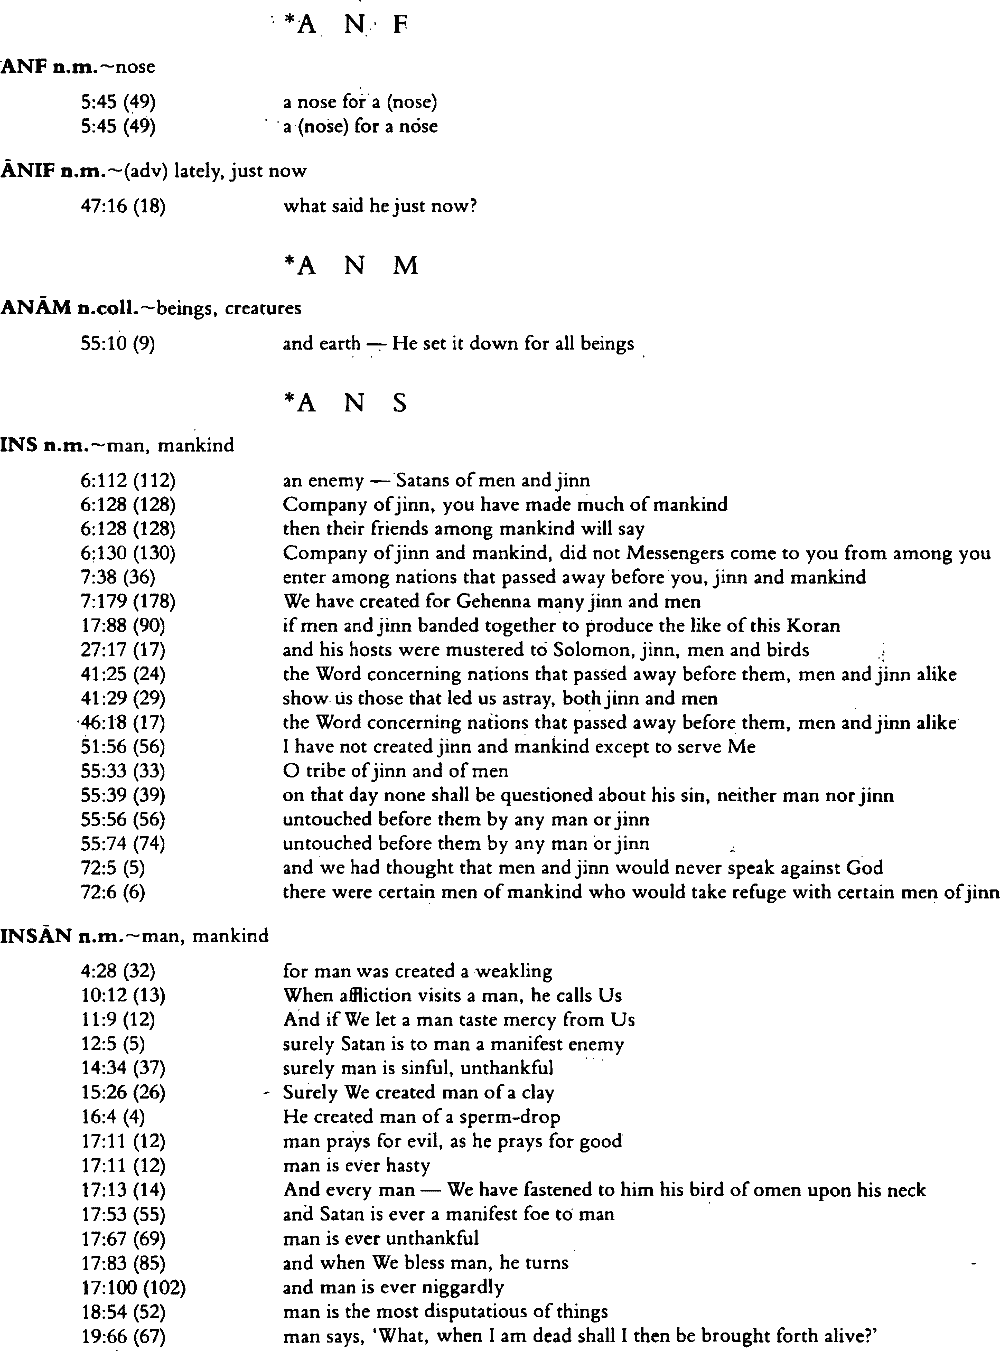 *A N F
ANF n.m.~nose
5:45 (49) a nose for a (nose)
5:45 (49) a (nose) for a nose
ĀNIF n.m.~(adv) lately, just now
47:16 (18) what said he just now?
*A N M
ANĀM n.coll.~beings, creatures
55:10 (9) and earth — He set it down for all beings
*A N S
INS n.m.~man, mankind
6:112 (112) an enemy — Satans of men and jinn
6:128 (128) Company of jinn, you have made much of mankind
6:128 (128) then their friends among mankind will say
6:130 (130) Company of jinn and mankind, did not Messengers come to you from among you
7:38 (36) enter among nations that passed away before you, jinn and mankind
7:179 (178) We have created for Gehenna many jinn and men
17:88 (90) if men and jinn banded together to produce the like of this Koran
27:17 (17) and his hosts were mustered to Solomon, jinn, men and birds
41:25 (24) the Word concerning nations that passed away before them, men and jinn alike
41:29 (29) show us those that led us astray, both jinn and men
46:18 (17) the Word concerning nations that passed away before them, men and jinn alike
51:56 (56) I have not created jinn and mankind except to serve Me
55:33 (33) O tribe of jinn and of men
55:39 (39) on that day none shall be questioned about his sin, neither man nor jinn
55:56 (56) untouched before them by any man or jinn
55:74 (74) untouched before them by any man or jinn
72:5 (5) and we had thought that men and jinn would never speak against God
72:6 (6) there were certain men of mankind who would take refuge with certain men of jinn
INSĀN n.m.~man, mankind
4:28 (32) for man was created a weakling
10:12 (13) When affliction visits a man, he calls Us
11:9 (12) And if We let a man taste mercy from Us
12:5 (5) surely Satan is to man a manifest enemy
14:34 (37) surely man is sinful, unthankful
15:26 (26) Surely We created man of a clay
16:4 (4) He created man of a sperm-drop
17:11 (12) man prays for evil, as he prays for good
17:11 (12) man is ever hasty
17:13 (14) And every man — We have fastened to him his bird of omen upon his neck
17:53 (55) and Satan is ever a manifest foe to man
17:67 (69) man is ever unthankful
17:83 (85) and when We bless man, he turns
17:100 (102) and man is ever niggardly
18:54 (52) man is the most disputatious of things
19:66 (67) man says, 'What, when I am dead shall I then be brought forth alive?'